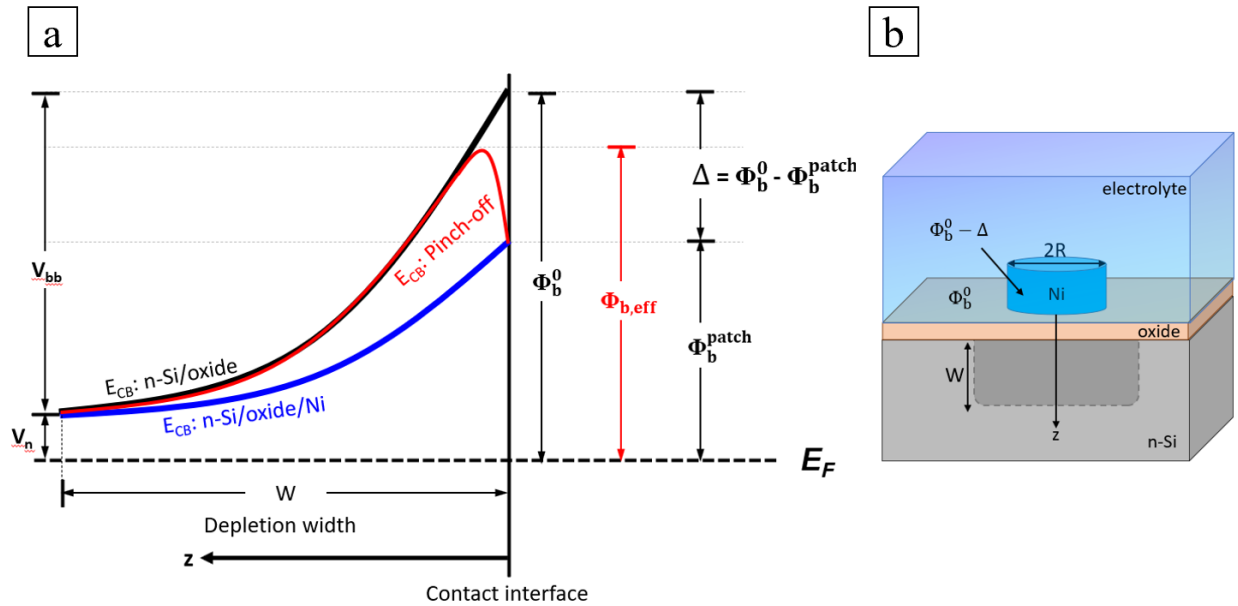 a
V_bb
V_n
E_CB: n-Si/oxide
E_CB: n-Si/oxide/Ni
E_CB: Pinch-off
Φ_b^0
Φ_b,eff
Δ = Φ_b^0 - Φ_b^patch
Φ_b^patch
E_F
W
Depletion width
z
Contact interface
b
electrolyte
Φ_b^0 − Δ
2R
Φ_b^0
Ni
oxide
W
z
n-Si